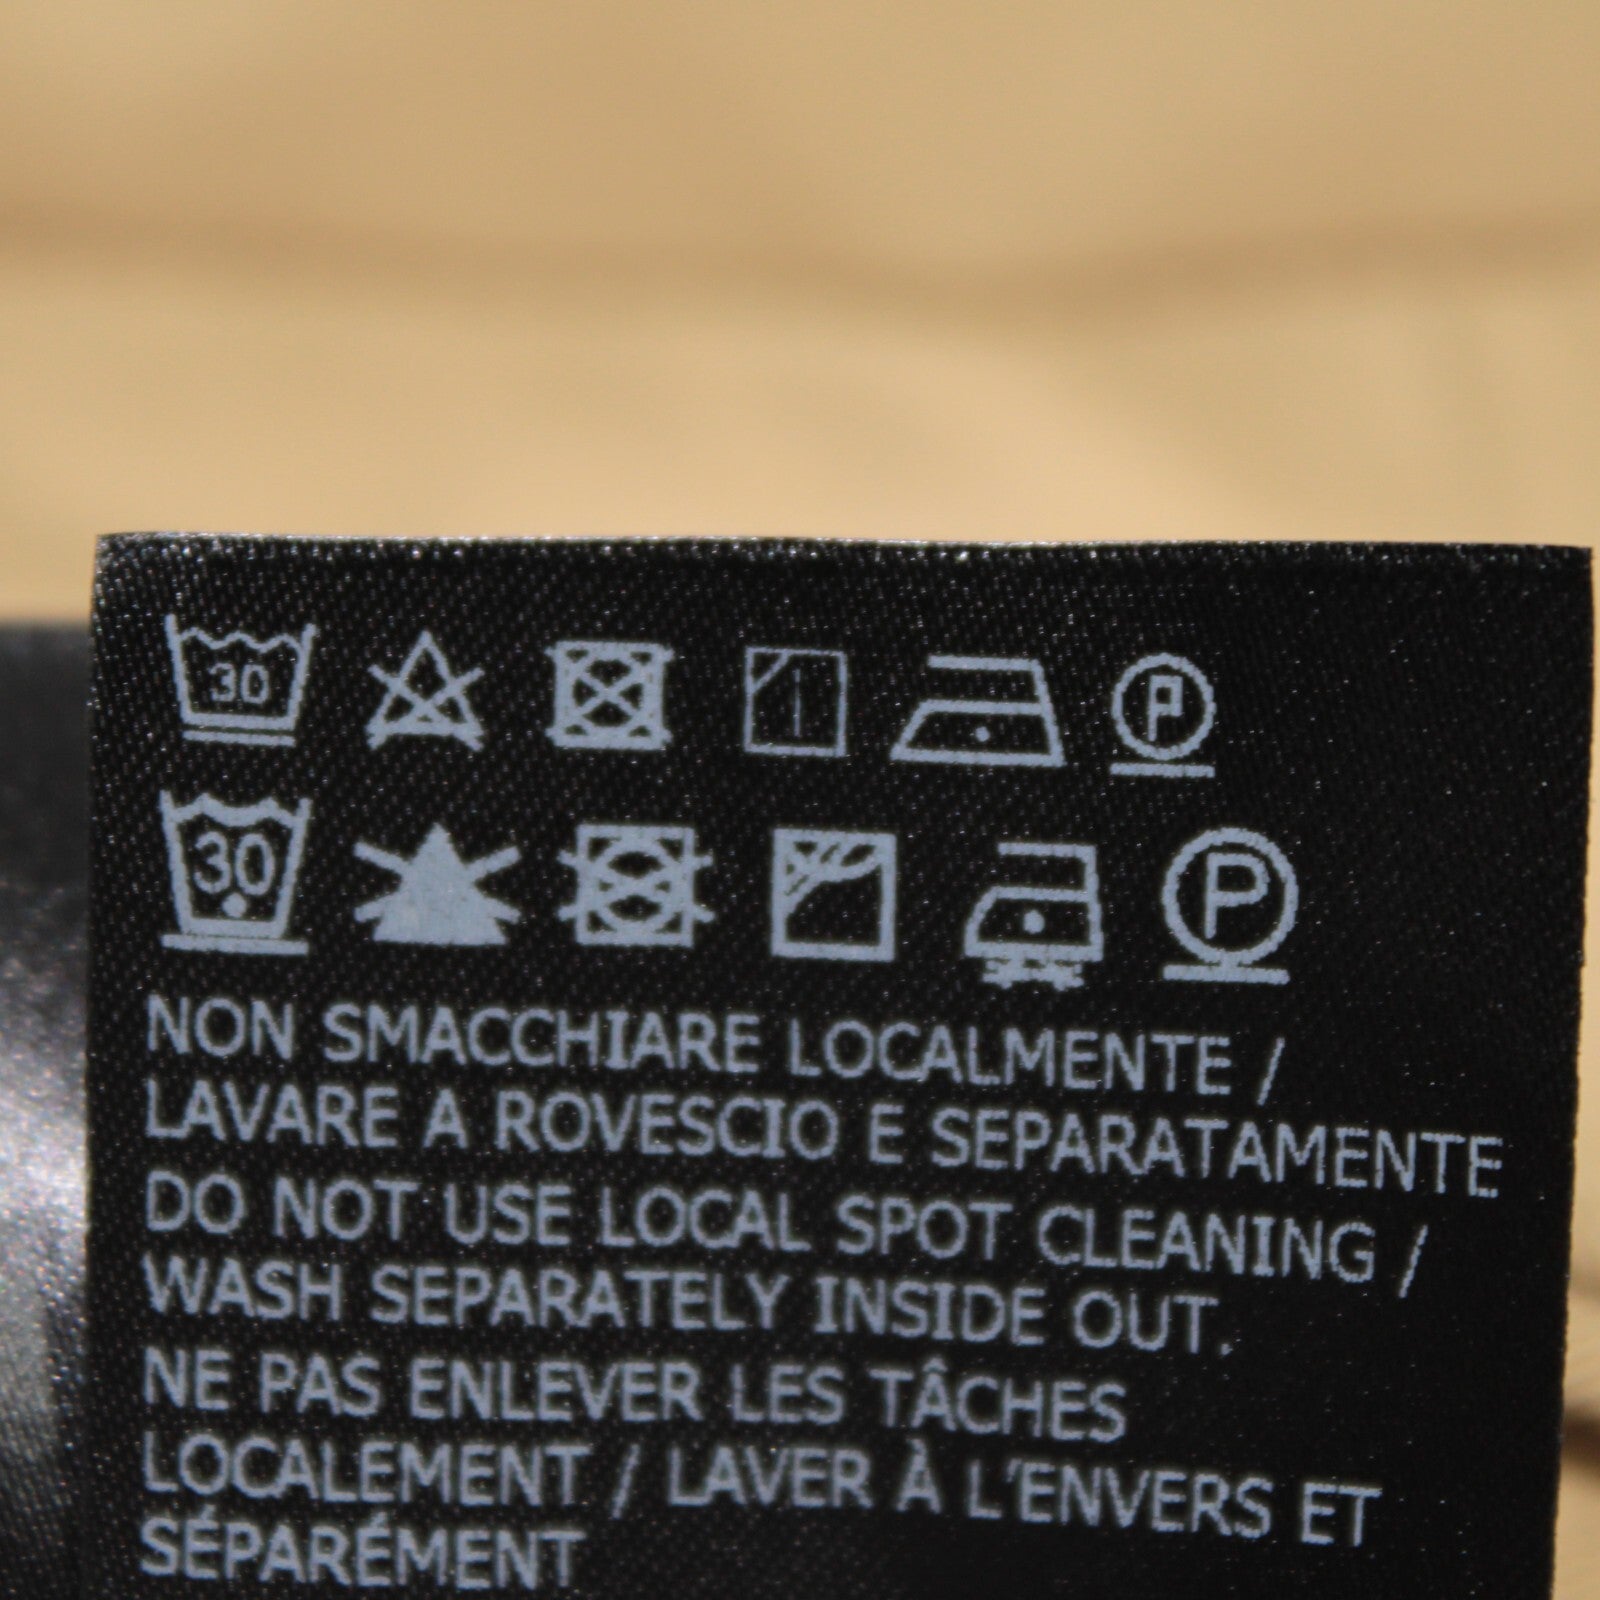 30 P
30 P
NON SMACCHIARE LOCALMENTE /
LAVARE A ROVESCIO E SEPARATAMENTE
DO NOT USE LOCAL SPOT CLEANING /
WASH SEPARATELY INSIDE OUT.
NE PAS ENLEVER LES TÂCHES
LOCALEMENT / LAVER À L'ENVERS ET
SÉPARÉMENT